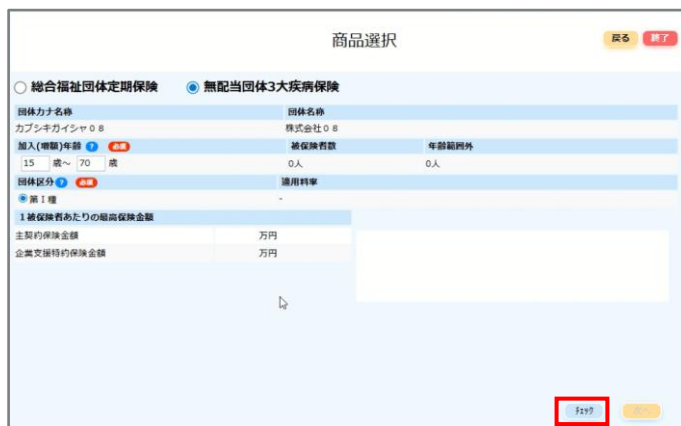 商品選択
戻る 終了
総合福祉団体定期保険 無配当団体3大疾病保険
団体カナ名称 団体名称
カブシキガイシャ08 株式会社08
加入(増額)年齢 ? 必須 被保険者数 年齢範囲外
15 歳～ 70 歳 0人 0人
団体区分 ? 必須 適用料率
第Ⅰ種 -
1被保険者あたりの最高保険金額
主契約保険金額 万円
企業支援特約保険金額 万円
チェック 次へ